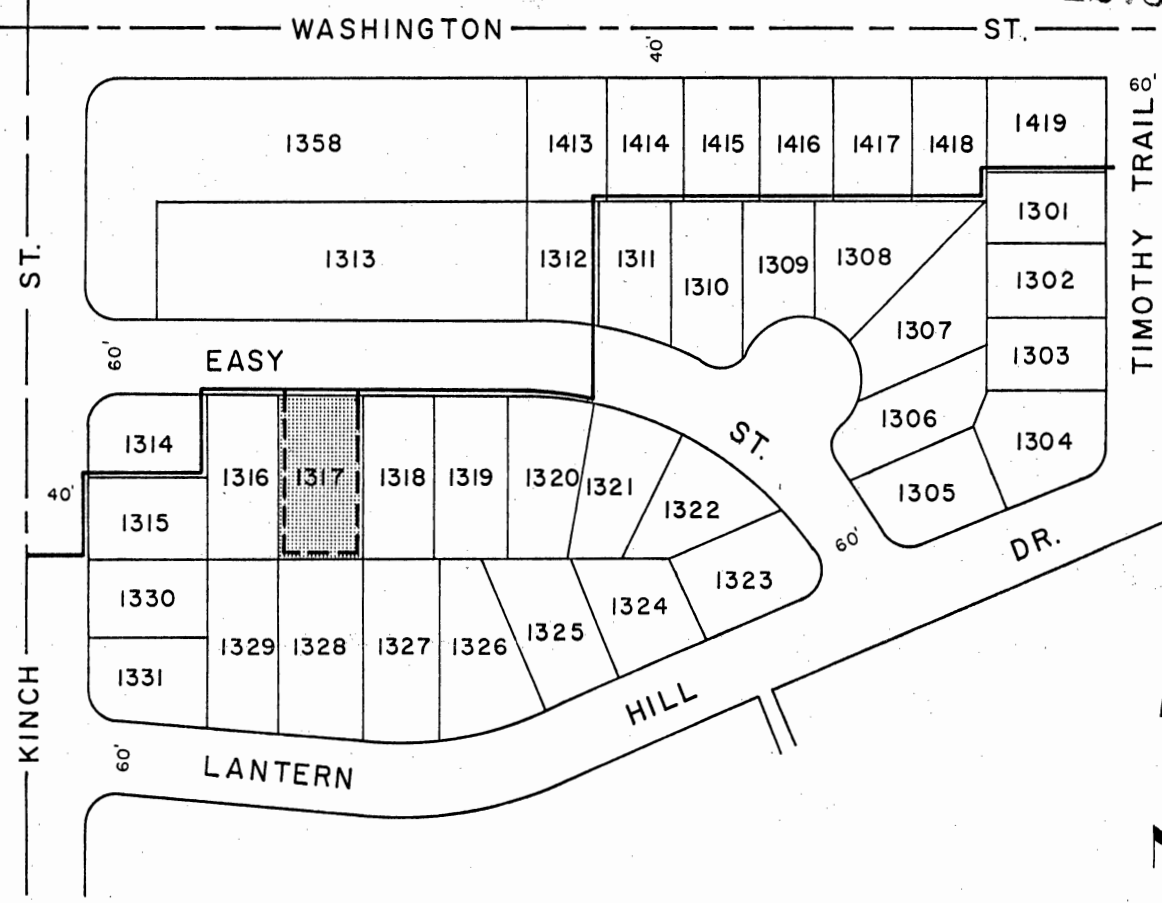 WASHINGTON ST.
40'
60'
1358 1413 1414 1415 1416 1417 1418 1419
TIMOTHY TRAIL
1313 1312 1311 1310 1309 1308 1301
1302
1307
1303
KINCH ST.
60'
EASY ST.
1306
1304
1314
1316 1317 1318 1319 1320 1321
1305
40'
1315
1322
60'
1323
1330
1324
1329 1328 1327 1326 1325
1331
LANTERN HILL DR.
60'